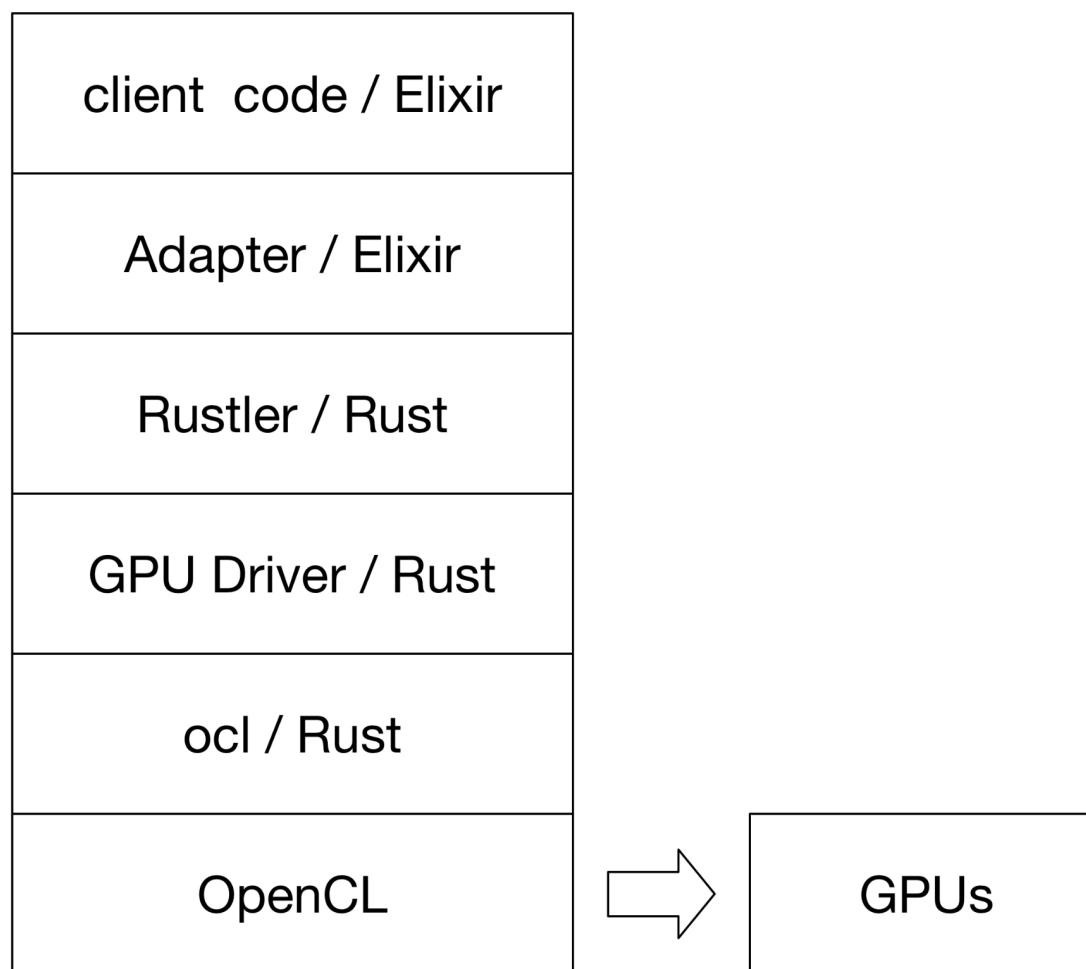 client code / Elixir
Adapter / Elixir
Rustler / Rust
GPU Driver / Rust
ocl / Rust
OpenCL
GPUs